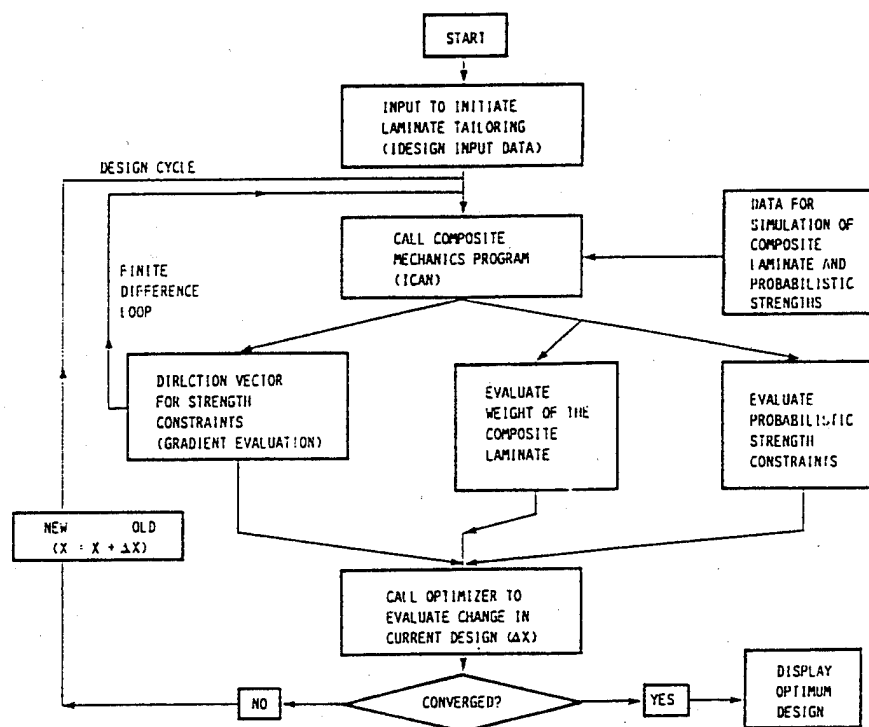 START
INPUT TO INITIATE
LAMINATE TAILORING
(IDESIGN INPUT DATA)
DESIGN CYCLE
FINITE
DIFFERENCE
LOOP
CALL COMPOSITE
MECHANICS PROGRAM
(ICAN)
DATA FOR
SIMULATION OF
COMPOSITE
LAMINATE AND
PROBABILISTIC
STRENGTHS
DIRECTION VECTOR
FOR STRENGTH
CONSTRAINTS
(GRADIENT EVALUATION)
EVALUATE
WEIGHT OF THE
COMPOSITE
LAMINATE
EVALUATE
PROBABILISTIC
STRENGTH
CONSTRAINTS
NEW OLD
(X = X + ΔX)
CALL OPTIMIZER TO
EVALUATE CHANGE IN
CURRENT DESIGN (ΔX)
CONVERGED?
NO
YES
DISPLAY
OPTIMUM
DESIGN